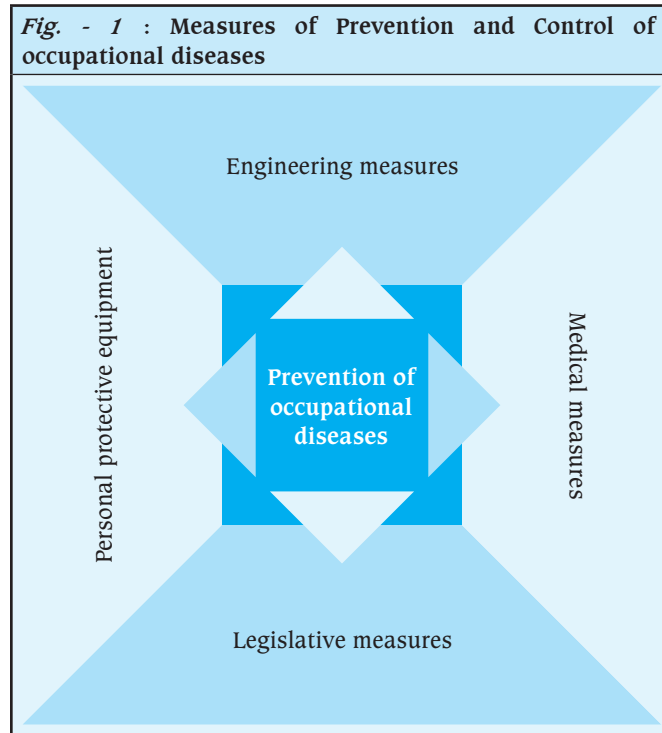 Fig. - 1 : Measures of Prevention and Control of
occupational diseases
Engineering measures
Personal protective equipment
Prevention of
occupational
diseases
Medical measures
Legislative measures